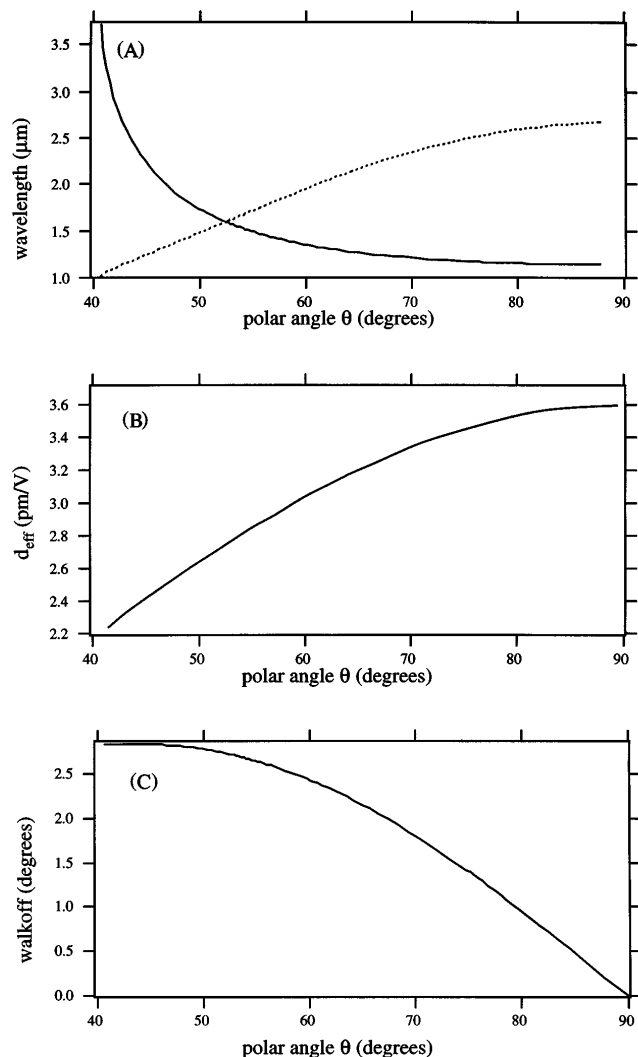 (A)
3.5
3.0
2.5
2.0
1.5
1.0
wavelength (μm)
40 50 60 70 80 90
polar angle θ (degrees)
(B)
3.6
3.4
3.2
3.0
2.8
2.6
2.4
2.2
d_eff (pm/V)
40 50 60 70 80 90
polar angle θ (degrees)
(C)
2.5
2.0
1.5
1.0
0.5
0.0
walkoff (degrees)
40 50 60 70 80 90
polar angle θ (degrees)